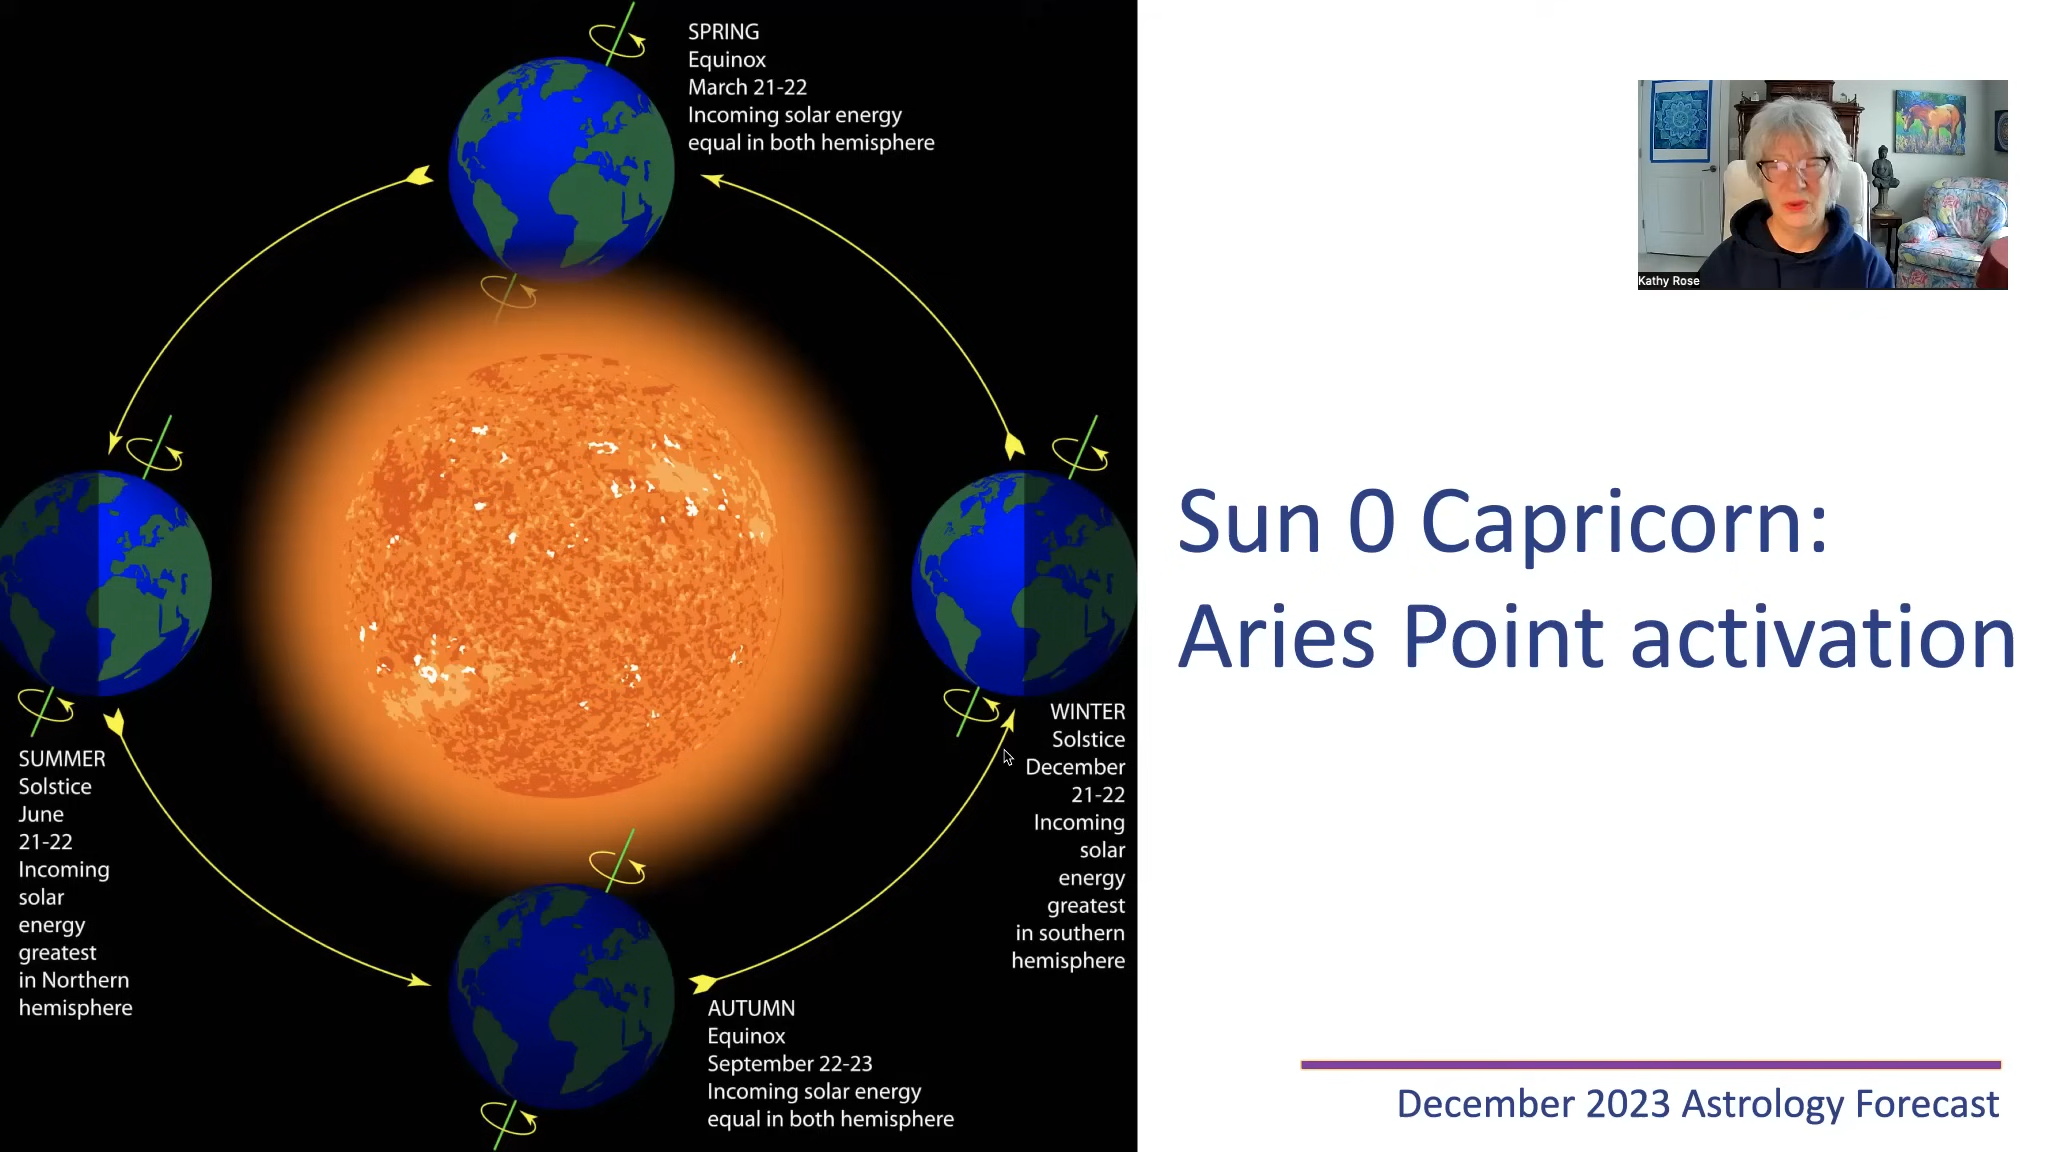 SPRING
Equinox
March 21-22
Incoming solar energy
equal in both hemisphere
Kathy Rose
Sun 0 Capricorn:
Aries Point activation
SUMMER
Solstice
June
21-22
Incoming
solar
energy
greatest
in Northern
hemisphere
WINTER
Solstice
December
21-22
Incoming
solar
energy
greatest
in southern
hemisphere
AUTUMN
Equinox
September 22-23
Incoming solar energy
equal in both hemisphere
December 2023 Astrology Forecast